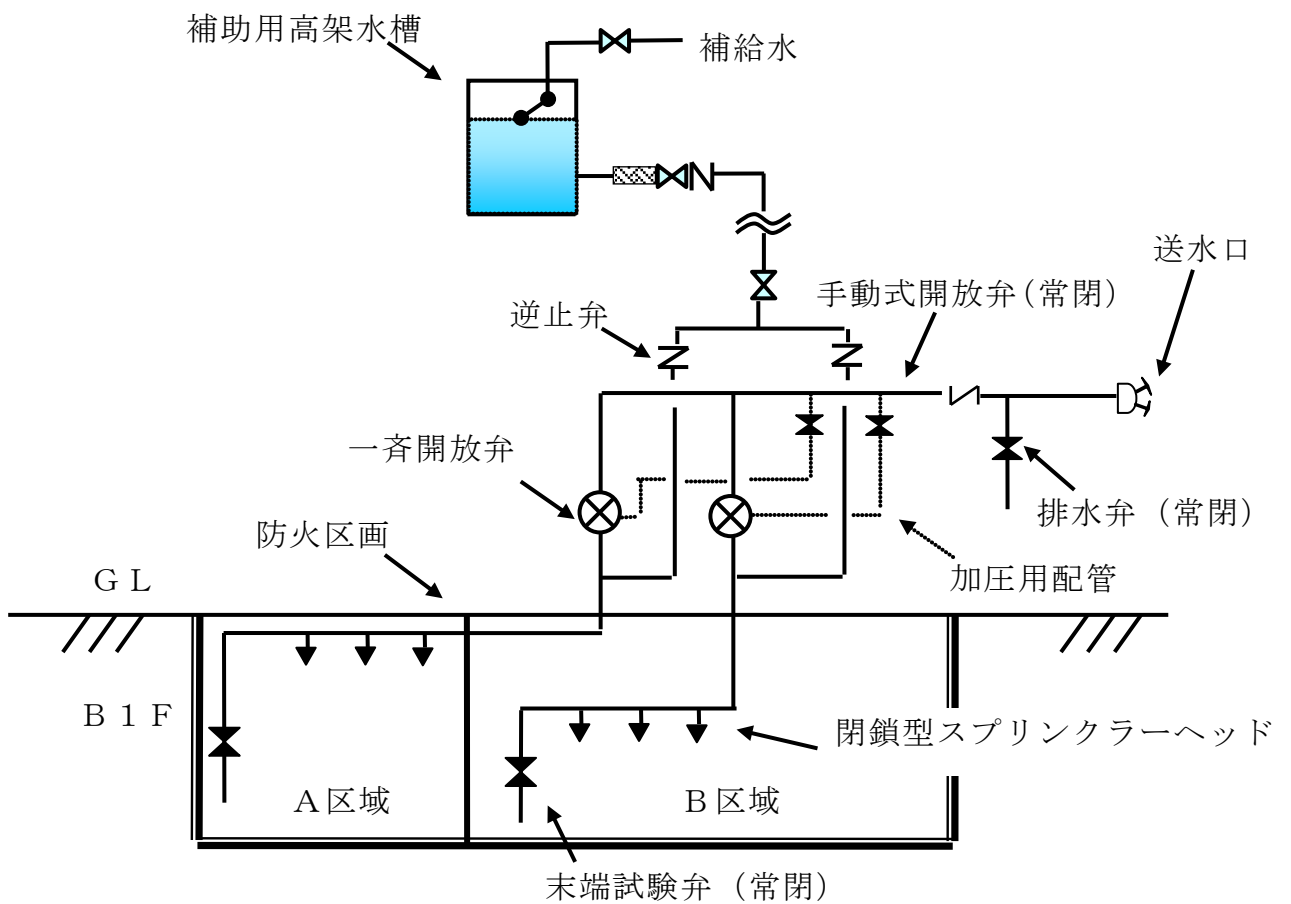 補助用高架水槽
補給水
送水口
手動式開放弁(常閉)
逆止弁
一斉開放弁
排水弁(常閉)
防火区画
加圧用配管
GL
B1F
閉鎖型スプリンクラーヘッド
A区域
B区域
末端試験弁(常閉)